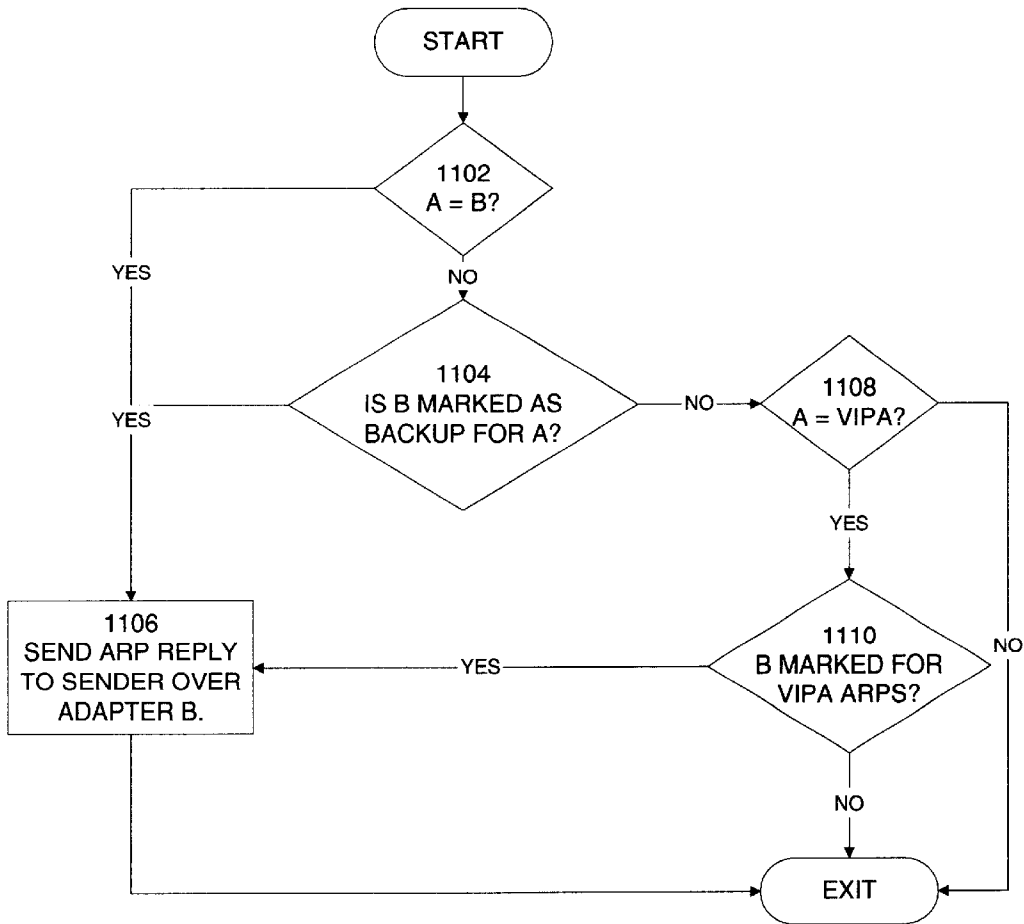 START
1102
A = B?
YES
NO
1104
IS B MARKED AS
BACKUP FOR A?
YES
NO
1108
A = VIPA?
YES
NO
1110
B MARKED FOR
VIPA ARPS?
YES
NO
1106
SEND ARP REPLY
TO SENDER OVER
ADAPTER B.
EXIT